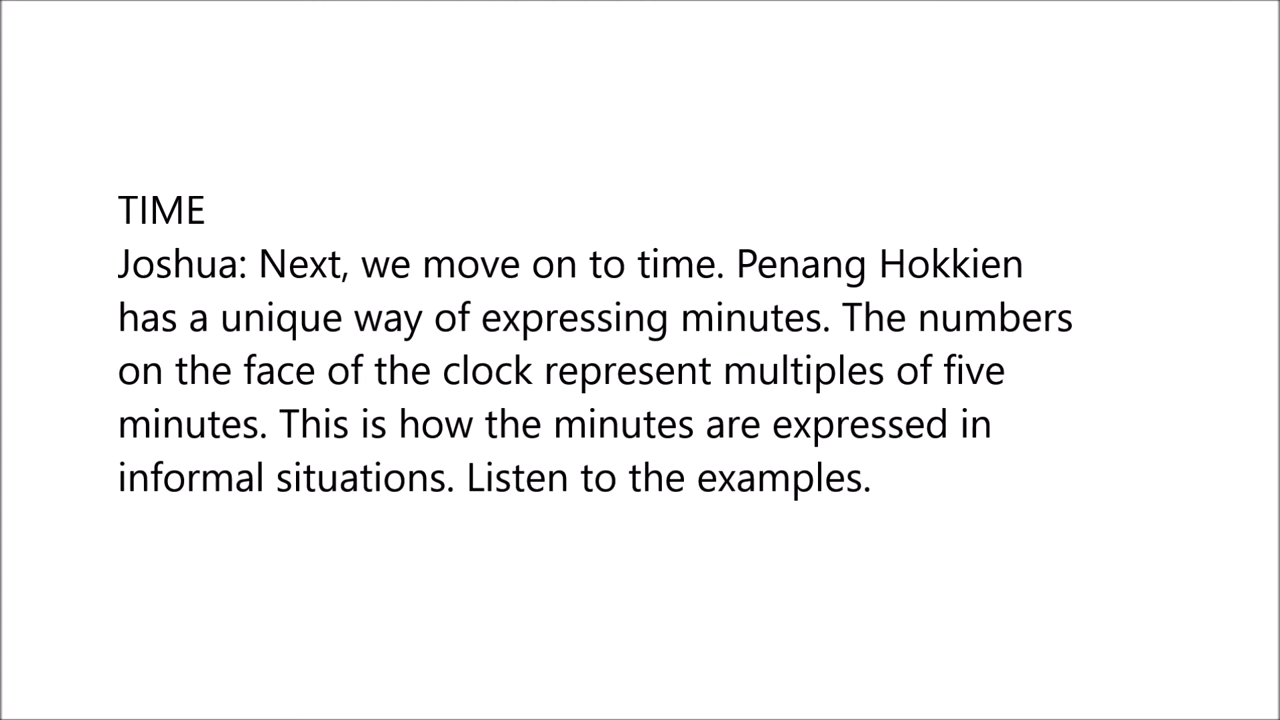 TIME
Joshua: Next, we move on to time. Penang Hokkien
has a unique way of expressing minutes. The numbers
on the face of the clock represent multiples of five
minutes. This is how the minutes are expressed in
informal situations. Listen to the examples.